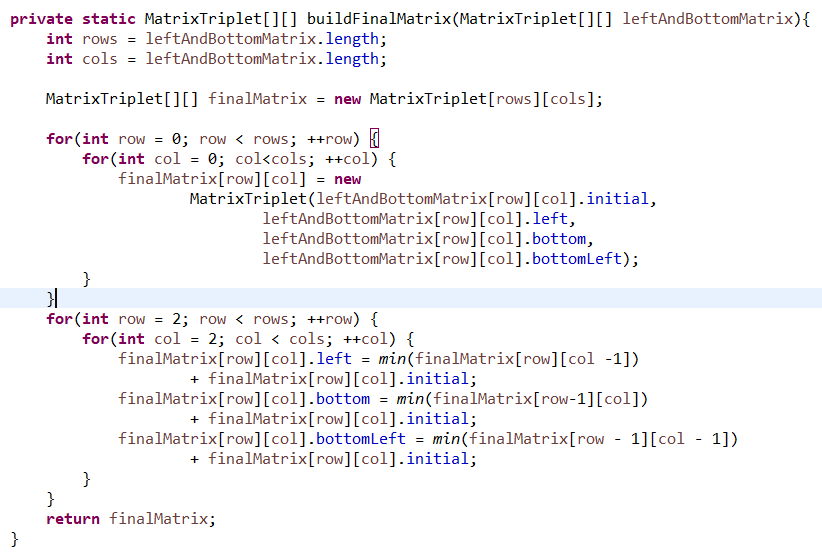 private static MatrixTriplet[][] buildFinalMatrix(MatrixTriplet[][] leftAndBottomMatrix){
    int rows = leftAndBottomMatrix.length;
    int cols = leftAndBottomMatrix.length;

    MatrixTriplet[][] finalMatrix = new MatrixTriplet[rows][cols];

    for(int row = 0; row < rows; ++row) {
        for(int col = 0; col<cols; ++col) {
            finalMatrix[row][col] = new
                    MatrixTriplet(leftAndBottomMatrix[row][col].initial,
                            leftAndBottomMatrix[row][col].left,
                            leftAndBottomMatrix[row][col].bottom,
                            leftAndBottomMatrix[row][col].bottomLeft);
        }
    }
    for(int row = 2; row < rows; ++row) {
        for(int col = 2; col < cols; ++col) {
            finalMatrix[row][col].left = min(finalMatrix[row][col -1])
                    + finalMatrix[row][col].initial;
            finalMatrix[row][col].bottom = min(finalMatrix[row-1][col])
                    + finalMatrix[row][col].initial;
            finalMatrix[row][col].bottomLeft = min(finalMatrix[row - 1][col - 1])
                    + finalMatrix[row][col].initial;
        }
    }
    return finalMatrix;
}